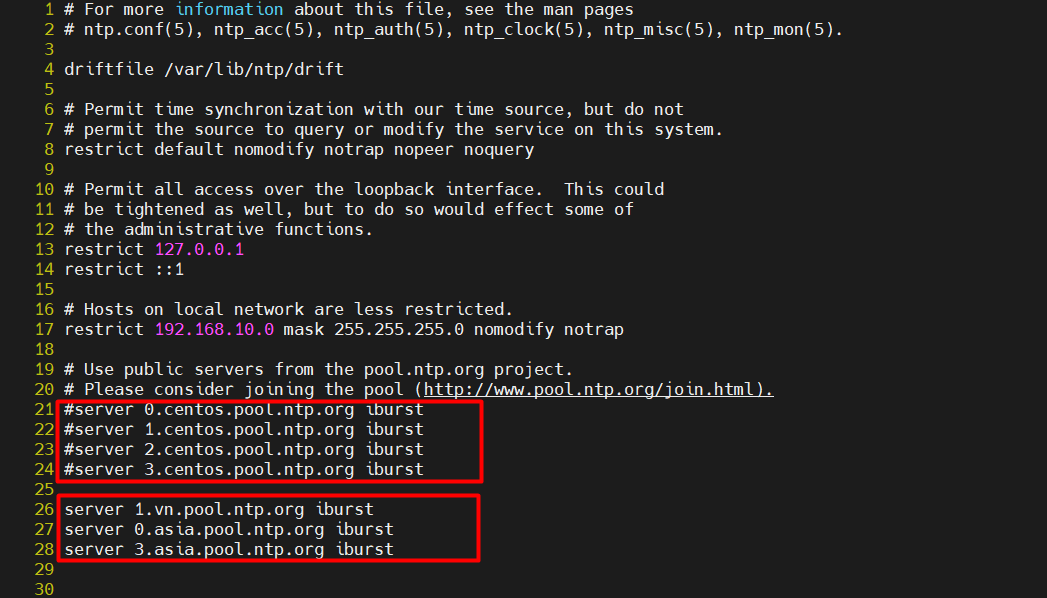 1 # For more information about this file, see the man pages
2 # ntp.conf(5), ntp_acc(5), ntp_auth(5), ntp_clock(5), ntp_misc(5), ntp_mon(5).
3
4 driftfile /var/lib/ntp/drift
5
6 # Permit time synchronization with our time source, but do not
7 # permit the source to query or modify the service on this system.
8 restrict default nomodify notrap nopeer noquery
9
10 # Permit all access over the loopback interface.  This could
11 # be tightened as well, but to do so would effect some of
12 # the administrative functions.
13 restrict 127.0.0.1
14 restrict ::1
15
16 # Hosts on local network are less restricted.
17 restrict 192.168.10.0 mask 255.255.255.0 nomodify notrap
18
19 # Use public servers from the pool.ntp.org project.
20 # Please consider joining the pool (http://www.pool.ntp.org/join.html).
21 #server 0.centos.pool.ntp.org iburst
22 #server 1.centos.pool.ntp.org iburst
23 #server 2.centos.pool.ntp.org iburst
24 #server 3.centos.pool.ntp.org iburst
25
26 server 1.vn.pool.ntp.org iburst
27 server 0.asia.pool.ntp.org iburst
28 server 3.asia.pool.ntp.org iburst
29
30